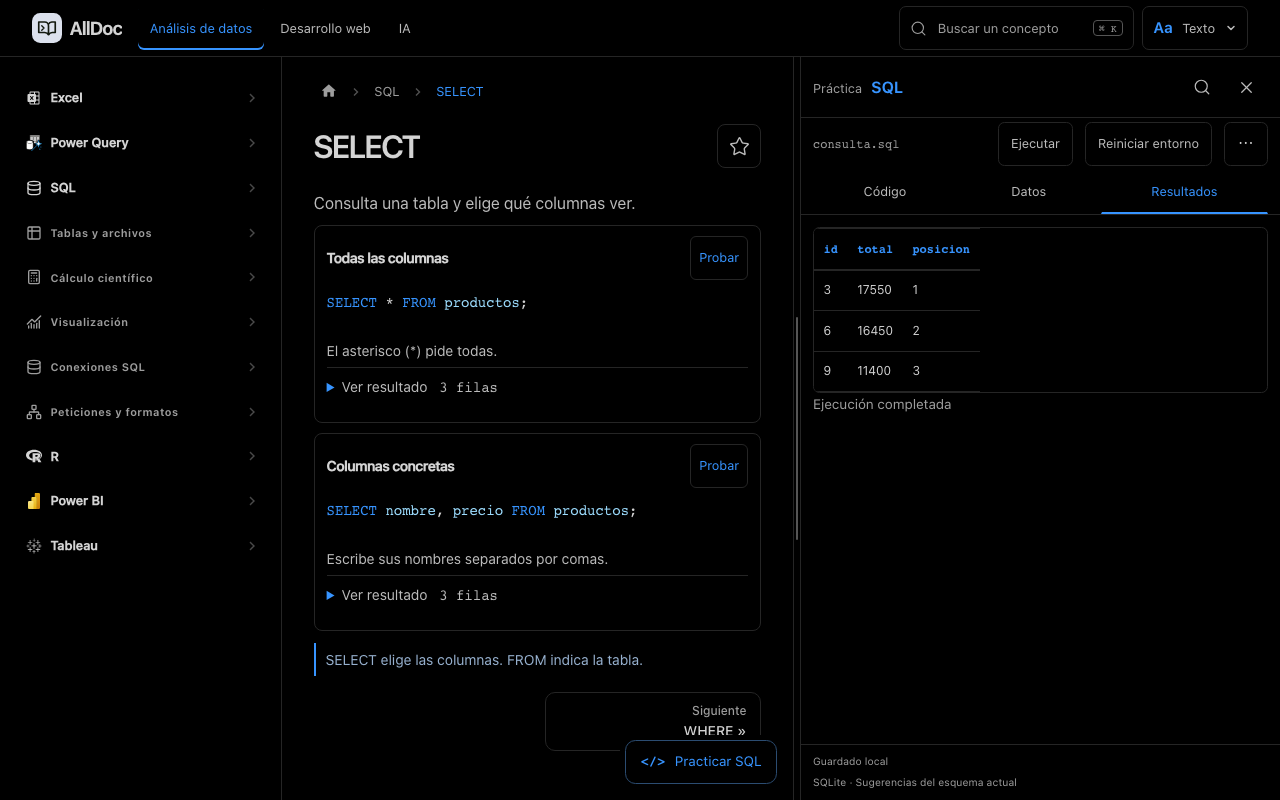 AllDoc
Análisis de datos
Desarrollo web
IA
Buscar un concepto
⌘ K
Aa Texto
Excel
Power Query
SQL
Tablas y archivos
Cálculo científico
Visualización
Conexiones SQL
Peticiones y formatos
R
Power BI
Tableau
SQL
SELECT
SELECT
Consulta una tabla y elige qué columnas ver.
Todas las columnas
Probar
SELECT * FROM productos;
El asterisco (*) pide todas.
Ver resultado 3 filas
Columnas concretas
Probar
SELECT nombre, precio FROM productos;
Escribe sus nombres separados por comas.
Ver resultado 3 filas
SELECT elige las columnas. FROM indica la tabla.
Siguiente
WHERE »
</> Practicar SQL
Práctica SQL
consulta.sql
Ejecutar
Reiniciar entorno
...
Código
Datos
Resultados
id total posicion
3 17550 1
6 16450 2
9 11400 3
Ejecución completada
Guardado local
SQLite · Sugerencias del esquema actual